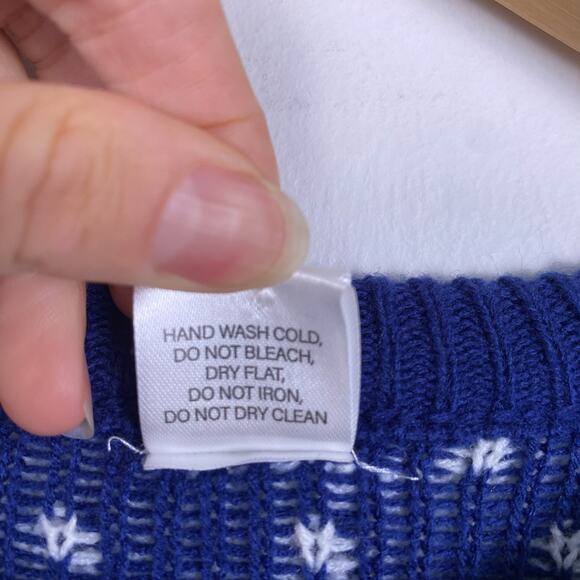 HAND WASH COLD,
DO NOT BLEACH,
DRY FLAT,
DO NOT IRON,
DO NOT DRY CLEAN